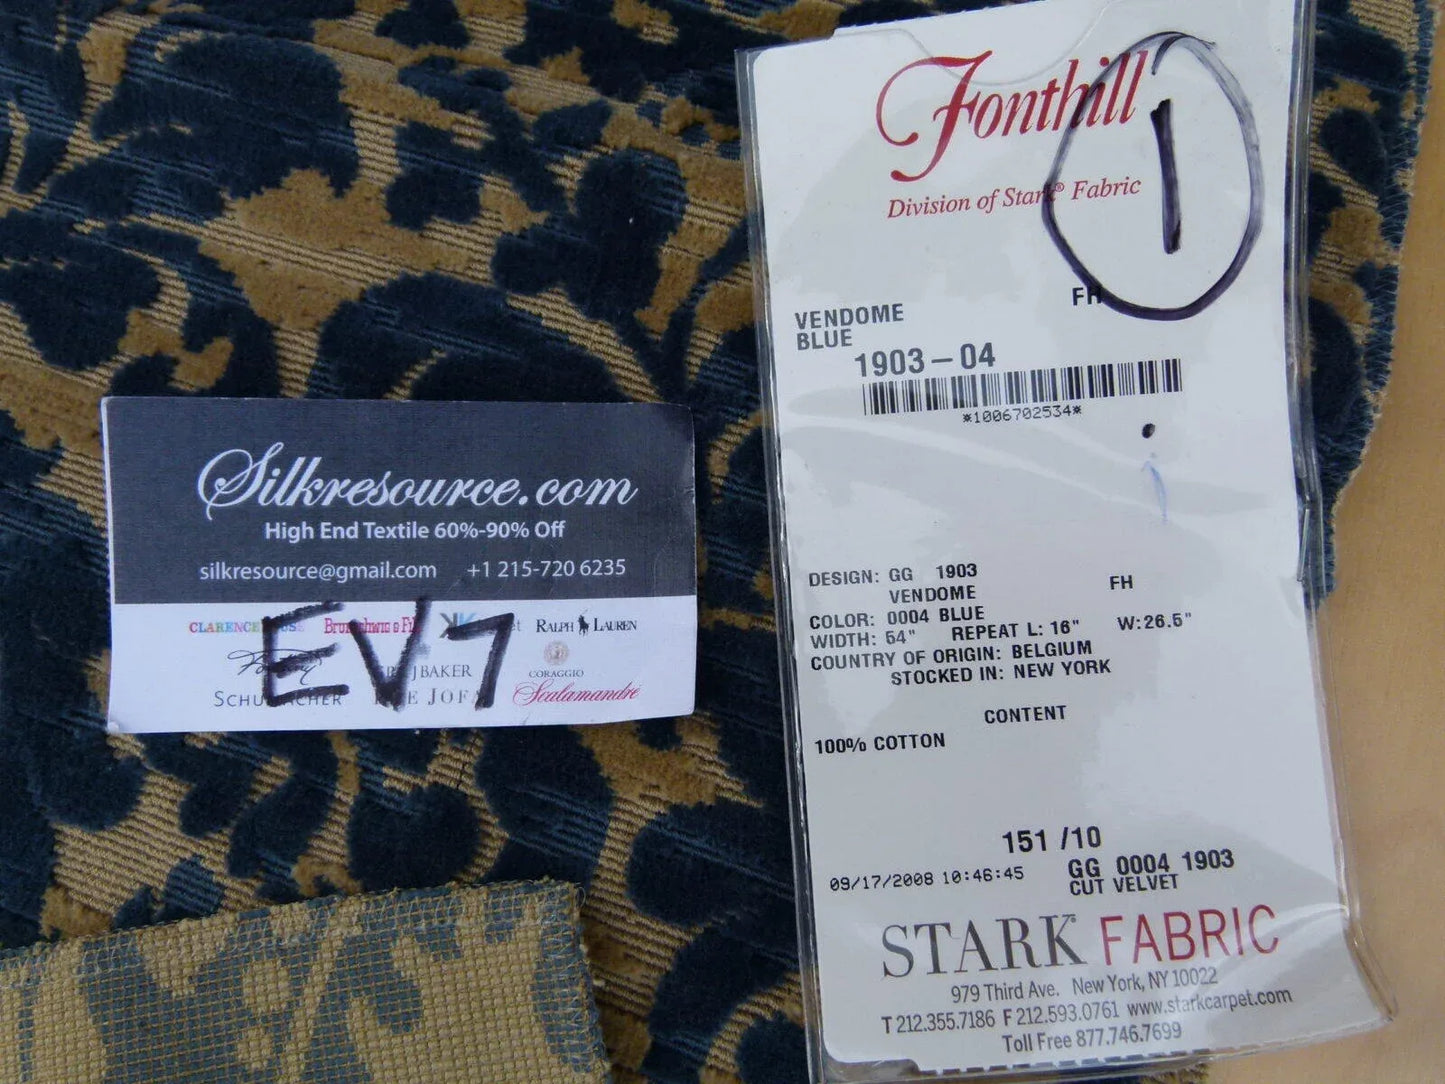 Silkresource.com
High End Textile 60%-90% Off
silkresource@gmail.com +1 215-720 6235
RALPH LAUREN
JBAKER
CORAGGIO
Scalamandré
EV7
Fonthill
Division of Stark® Fabric
1
FH
VENDOME
BLUE
1903-04
*1006702534*
DESIGN: GG 1903 FH
VENDOME
COLOR: 0004 BLUE
WIDTH: 54" REPEAT L: 16" W:26.5"
COUNTRY OF ORIGIN: BELGIUM
STOCKED IN: NEW YORK
CONTENT
100% COTTON
151 /10
09/17/2008 10:46:45 GG 0004 1903
CUT VELVET
STARK FABRIC
979 Third Ave. New York, NY 10022
T 212.355.7186 F 212.593.0761 www.starkcarpet.com
Toll Free 877.746.7699